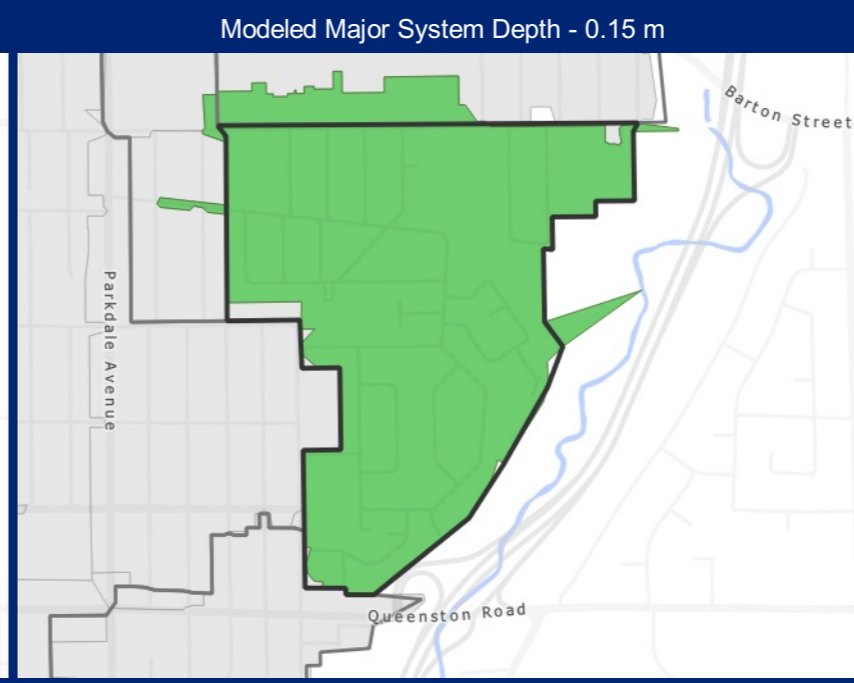 Modeled Major System Depth - 0.15 m
Barton Street
Parkdale Avenue
Queenston Road